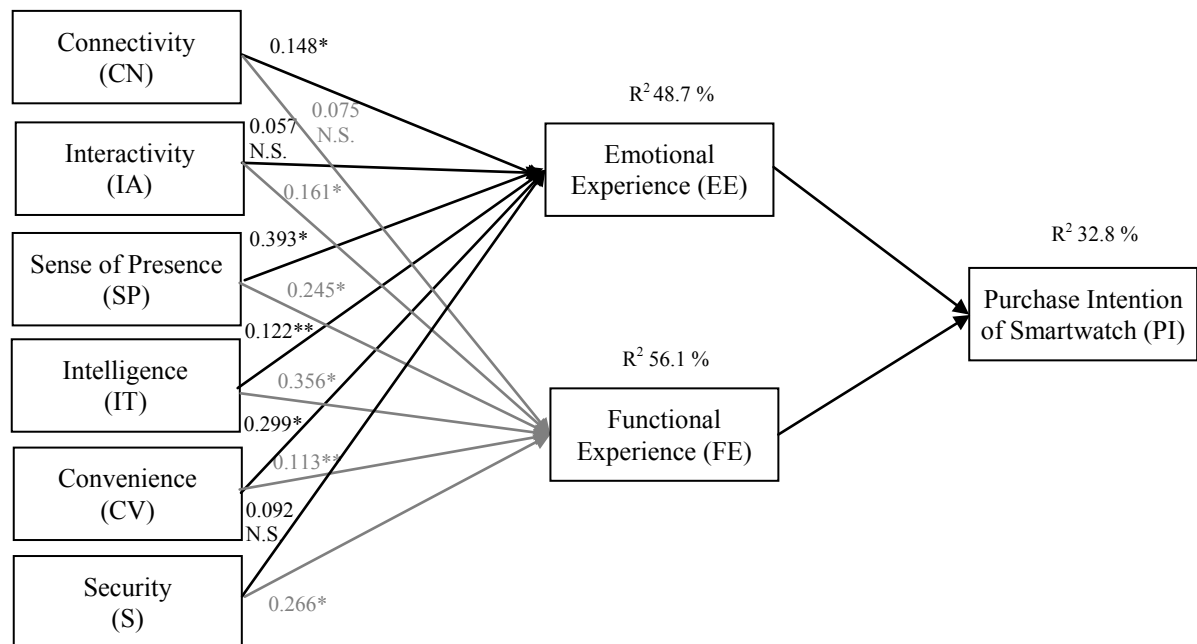 Connectivity
(CN)
0.148*
0.075
N.S.
R² 48.7 %
Interactivity
(IA)
0.057
N.S.
0.161*
Emotional
Experience (EE)
Sense of Presence
(SP)
0.393*
0.245*
R² 32.8 %
Purchase Intention
of Smartwatch (PI)
Intelligence
(IT)
0.122**
0.356*
R² 56.1 %
Functional
Experience (FE)
Convenience
(CV)
0.299*
0.113**
Security
(S)
0.092
N.S
0.266*